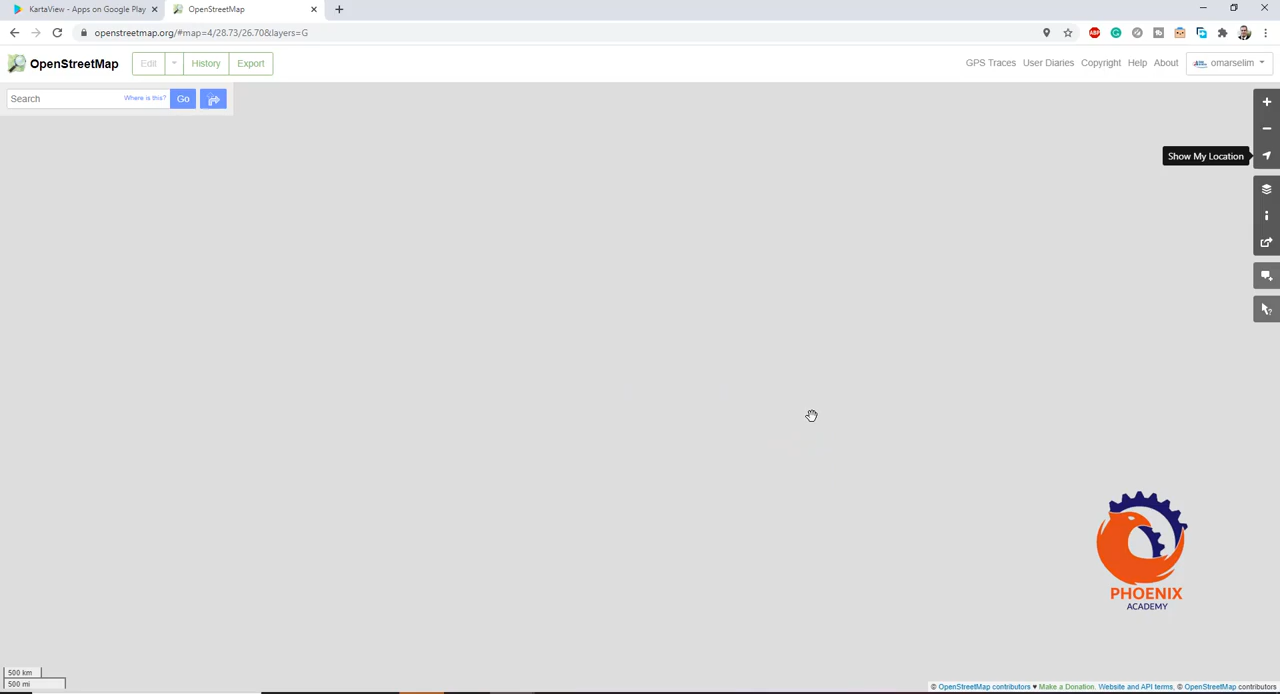 KartaView - Apps on Google Play
OpenStreetMap
openstreetmap.org/#map=4/28.73/26.70&layers=G
ABP
OpenStreetMap
Edit
History
Export
GPS Traces
User Diaries
Copyright
Help
About
omarselim
Search
Where is this?
Go
Show My Location
PHOENIX
ACADEMY
500 km
500 mi
© OpenStreetMap contributors ♥ Make a Donation. Website and API terms, © OpenStreetMap contributors